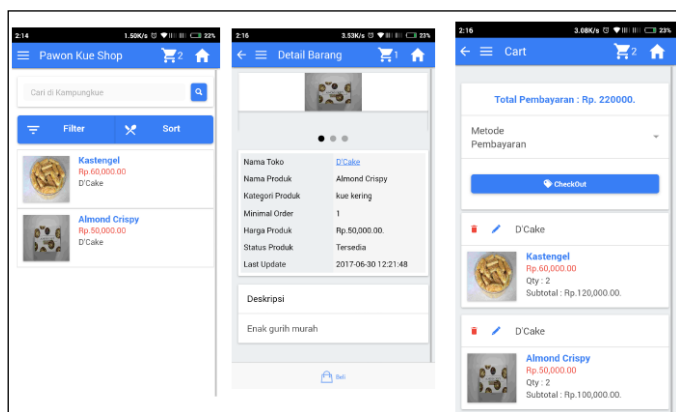 2:14
1.50K/s
22%
Pawon Kue Shop
2
Cari di Kampungkue
Filter
Sort
Kastengel
Rp.60,000.00
D'Cake
Almond Crispy
Rp.50,000.00
D'Cake
2:16
3.53K/s
23%
Detail Barang
1
Nama Toko D'Cake
Nama Produk Almond Crispy
Kategori Produk kue kering
Minimal Order 1
Harga Produk Rp.50,000.00.
Status Produk Tersedia
Last Update 2017-06-30 12:21:48
Deskripsi
Enak gurih murah
Beli
2:16
3.08K/s
23%
Cart
2
Total Pembayaran : Rp. 220000.
Metode
Pembayaran
CheckOut
D'Cake
Kastengel
Rp.60,000.00
Qty : 2
Subtotal : Rp.120,000.00.
D'Cake
Almond Crispy
Rp.50,000.00
Qty : 2
Subtotal : Rp.100,000.00.